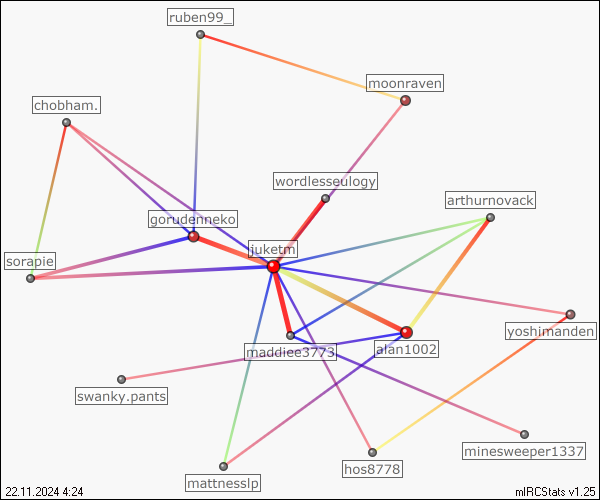 ruben99_
moonraven
chobham.
wordlesseulogy
arthurnovack
gorudenneko
juketm
sorapie
yoshimanden
maddiee3773
alan1002
swanky.pants
minesweeper1337
hos8778
mattnesslp
22.11.2024 4:24
mIRCStats v1.25